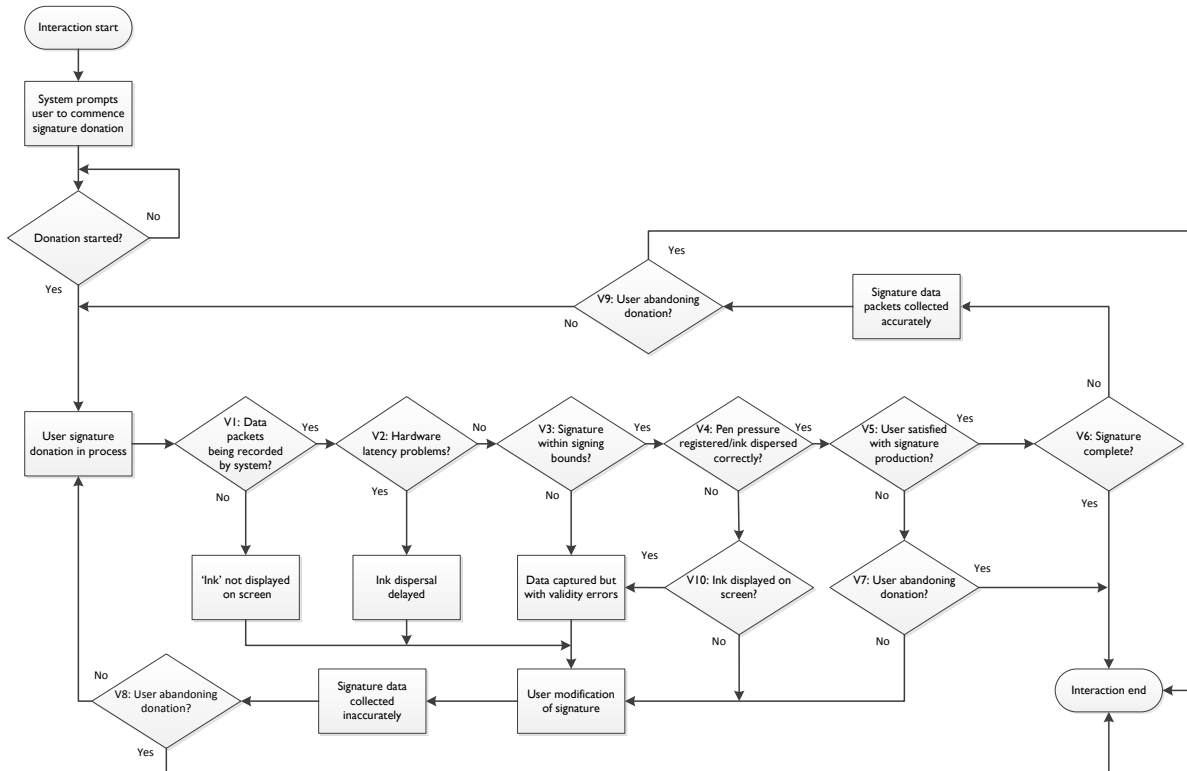 Interaction start
System prompts
user to commence
signature donation
No
Donation started?
Yes
Yes
V9: User abandoning
donation?
No
Signature data
packets collected
accurately
No
User signature
donation in process
V1: Data
packets
being recorded
by system?
Yes
No
V2: Hardware
latency problems?
No
Yes
V3: Signature
within signing
bounds?
Yes
No
V4: Pen pressure
registered/ink dispersed
correctly?
Yes
No
V5: User satisfied
with signature
production?
Yes
No
V6: Signature
complete?
Yes
'Ink' not displayed
on screen
Ink dispersal
delayed
Data captured but
with validity errors
Yes
V10: Ink displayed on
screen?
No
V7: User abandoning
donation?
Yes
No
No
V8: User abandoning
donation?
Yes
Signature data
collected
inaccurately
User modification
of signature
Interaction end